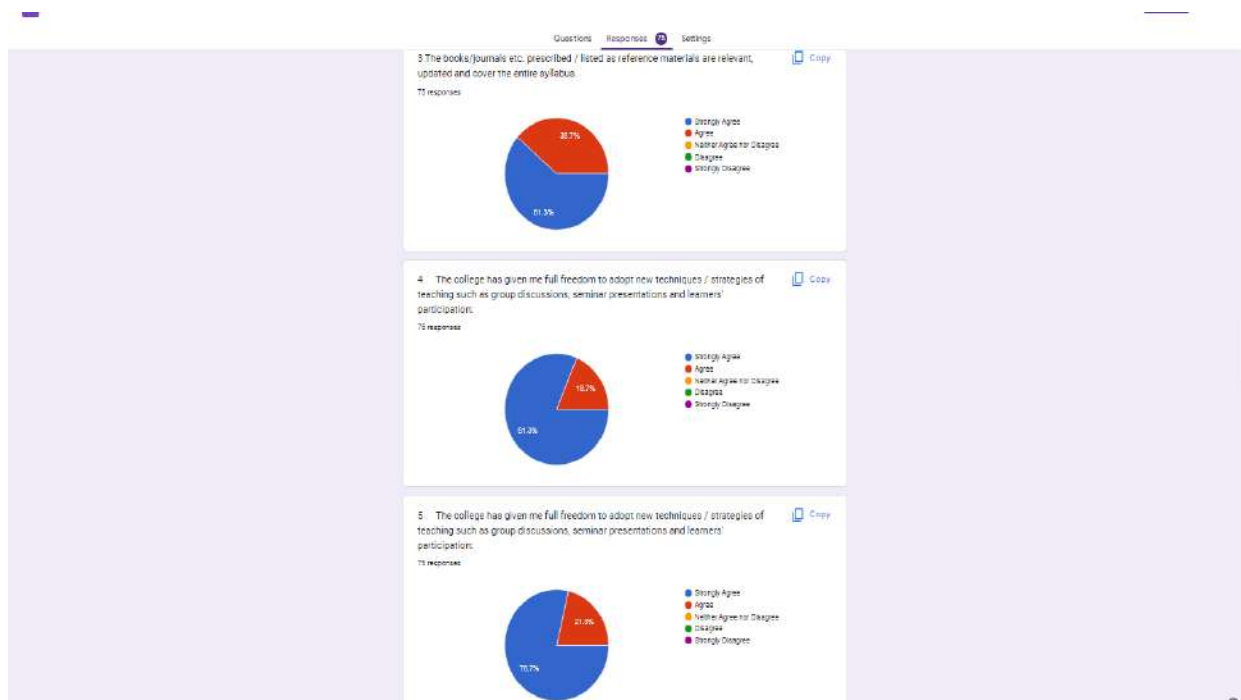 Questions Responses 75 Settings
3 The books/journals etc. prescribed / listed as reference materials are relevant,
updated and cover the entire syllabus.
Copy
75 responses
Strongly Agree
Agree
Neither Agree nor Disagree
Disagree
Strongly Disagree
38.7%
61.3%
4 The college has given me full freedom to adopt new techniques / strategies of
teaching such as group discussions, seminar presentations and learners'
participation.
Copy
75 responses
Strongly Agree
Agree
Neither Agree nor Disagree
Disagree
Strongly Disagree
18.7%
81.3%
5 The college has given me full freedom to adopt new techniques / strategies of
teaching such as group discussions, seminar presentations and learners'
participation.
Copy
75 responses
Strongly Agree
Agree
Neither Agree nor Disagree
Disagree
Strongly Disagree